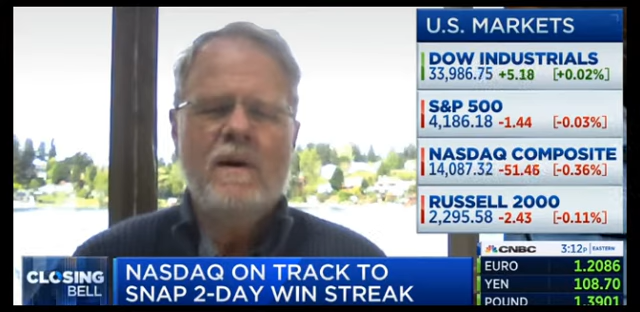 U.S. MARKETS
DOW INDUSTRIALS
33,986.75 +5.18 [+0.02%]
S&P 500
4,186.18 -1.44 [-0.03%]
NASDAQ COMPOSITE
14,087.32 -51.46 [-0.36%]
RUSSELL 2000
2,295.58 -2.43 [-0.11%]
CNBC 3:12P EASTERN
EURO 1.2086
YEN 108.70
POUND 1.3901
CLOSING
BELL
NASDAQ ON TRACK TO
SNAP 2-DAY WIN STREAK